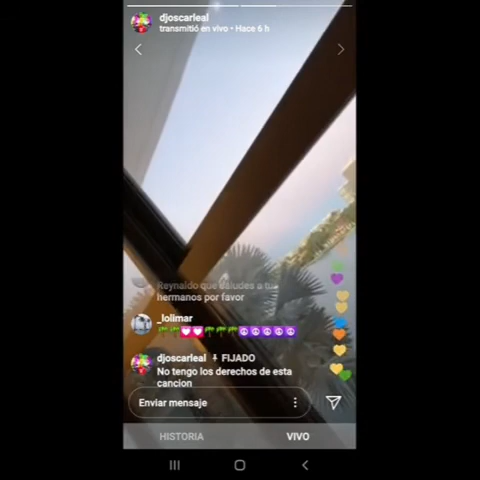 djoscarleal
transmitió en vivo • Hace 6 h
Reynaldo que saludes a tus
hermanos por favor
_lolimar
djoscarleal FIJADO
No tengo los derechos de esta
cancion
Enviar mensaje
HISTORIA VIVO